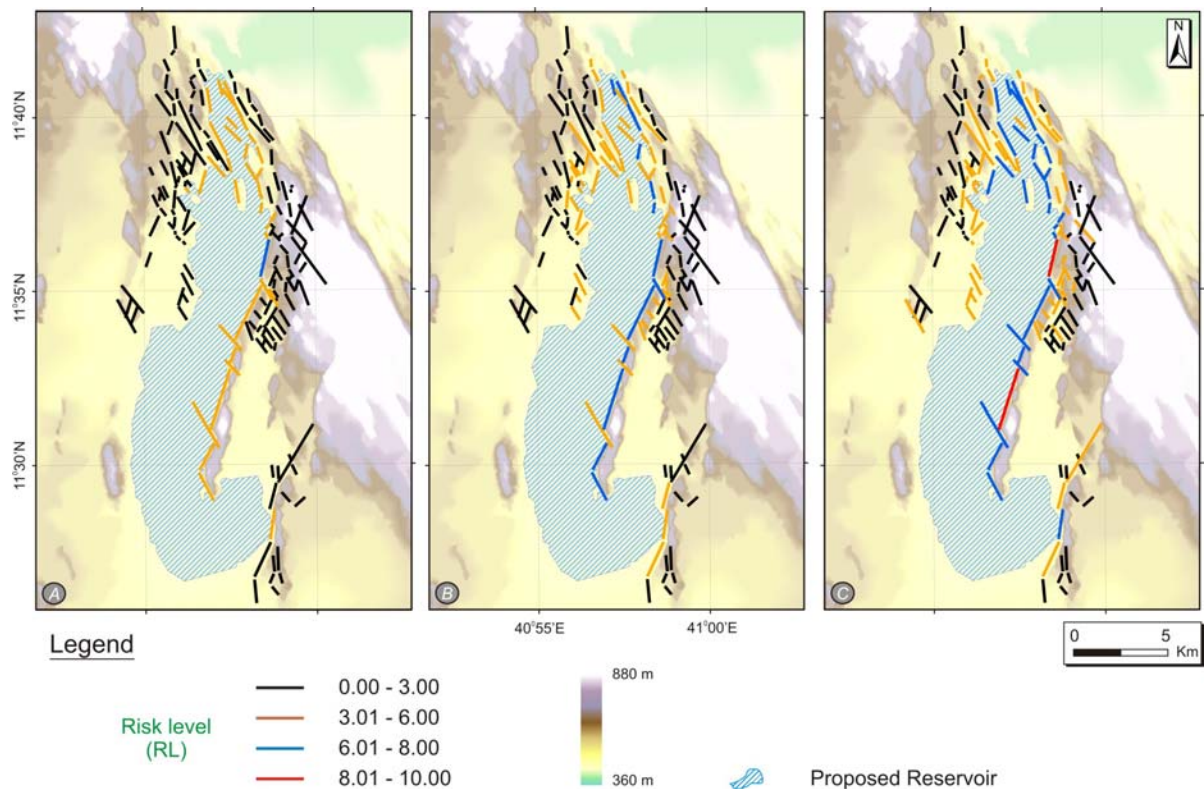 N
11°40'N
11°35'N
11°30'N
A
B
C
40°55'E
41°00'E
0 5
Km
Legend
880 m
0.00 - 3.00
3.01 - 6.00
Risk level
(RL)
6.01 - 8.00
8.01 - 10.00
360 m
Proposed Reservoir